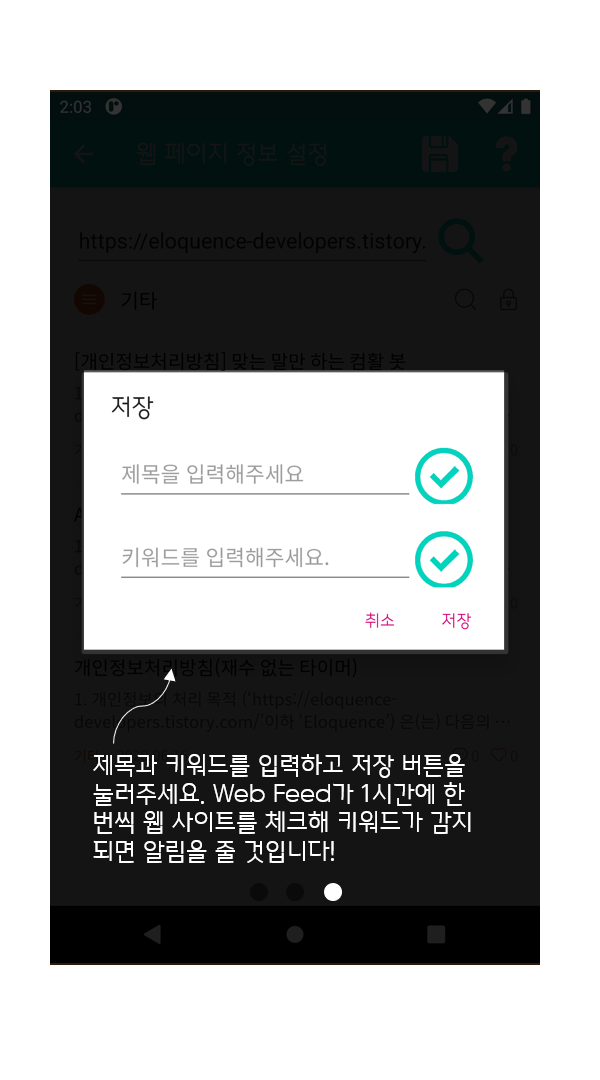 2:03
웹 페이지 정보 설정
https://eloquence-developers.tistory.
기타
[개인정보처리방침] 맞는 말만 하는 컴활 봇
저장
제목을 입력해주세요
키워드를 입력해주세요.
취소 저장
개인정보처리방침(재수 없는 타이머)
1. 개인정보의 처리 목적 ('https://eloquence-
developers.tistory.com/'이하 'Eloquence') 은(는) 다음의 …
0 0
제목과 키워드를 입력하고 저장 버튼을
눌러주세요. Web Feed가 1시간에 한
번씩 웹 사이트를 체크해 키워드가 감지
되면 알림을 줄 것입니다!